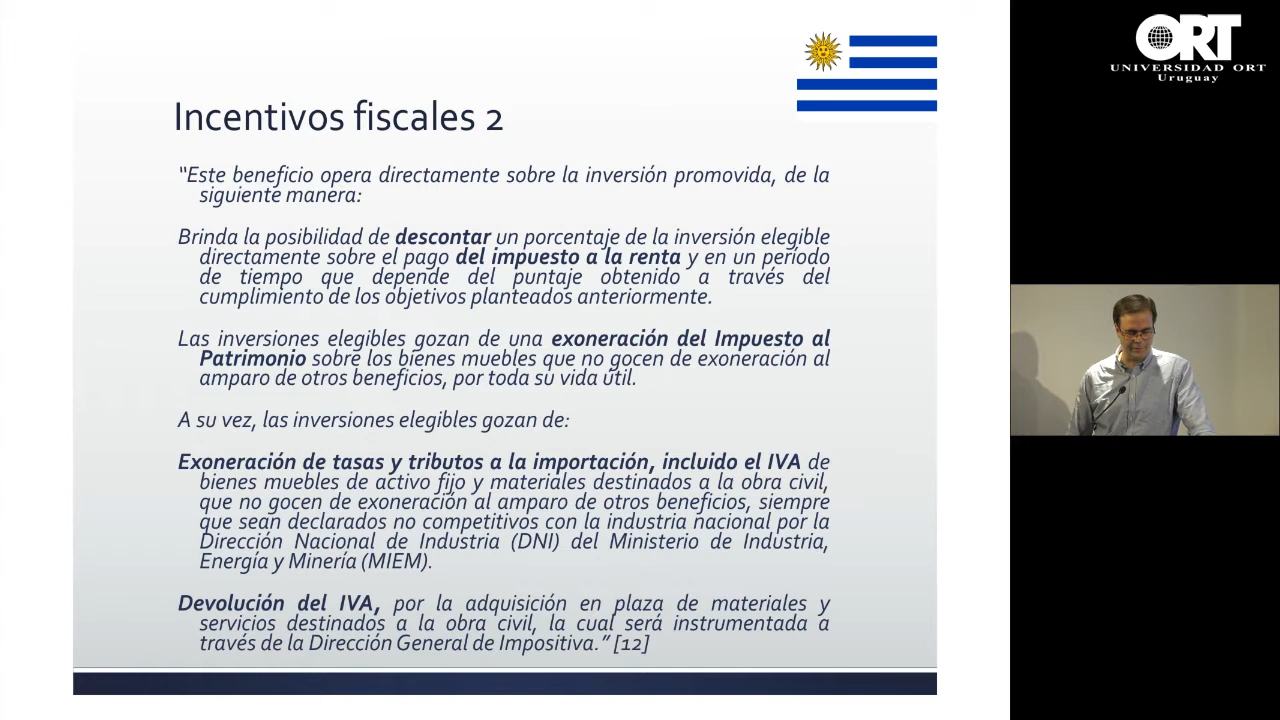 Incentivos fiscales 2
“Este beneficio opera directamente sobre la inversión promovida, de la
siguiente manera:
Brinda la posibilidad de descontar un porcentaje de la inversión elegible
directamente sobre el pago del impuesto a la renta y en un período
de tiempo que depende del puntaje obtenido a través del
cumplimiento de los objetivos planteados anteriormente.
Las inversiones elegibles gozan de una exoneración del Impuesto al
Patrimonio sobre los bienes muebles que no gocen de exoneración al
amparo de otros beneficios, por toda su vida útil.
A su vez, las inversiones elegibles gozan de:
Exoneración de tasas y tributos a la importación, incluido el IVA de
bienes muebles de activo fijo y materiales destinados a la obra civil,
que no gocen de exoneración al amparo de otros beneficios, siempre
que sean declarados no competitivos con la industria nacional por la
Dirección Nacional de Industria (DNI) del Ministerio de Industria,
Energía y Minería (MIEM).
Devolución del IVA, por la adquisición en plaza de materiales y
servicios destinados a la obra civil, la cual será instrumentada a
través de la Dirección General de Impositiva.” [12]
ORT
UNIVERSIDAD ORT
Uruguay